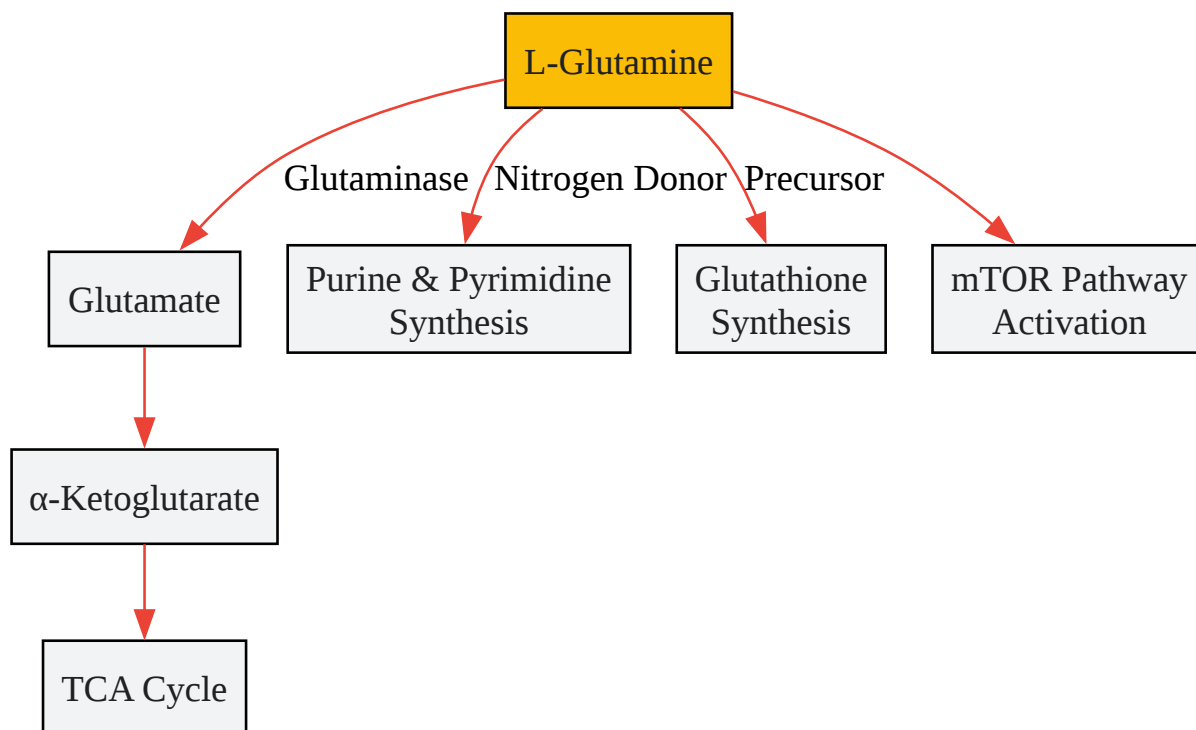 L-Glutamine
Glutaminase
Nitrogen Donor
Precursor
Glutamate
Purine & Pyrimidine
Synthesis
Glutathione
Synthesis
mTOR Pathway
Activation
α-Ketoglutarate
TCA Cycle